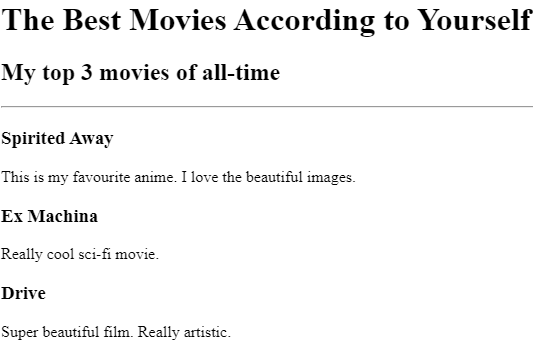 The Best Movies According to Yourself
My top 3 movies of all-time
Spirited Away
This is my favourite anime. I love the beautiful images.
Ex Machina
Really cool sci-fi movie.
Drive
Super beautiful film. Really artistic.